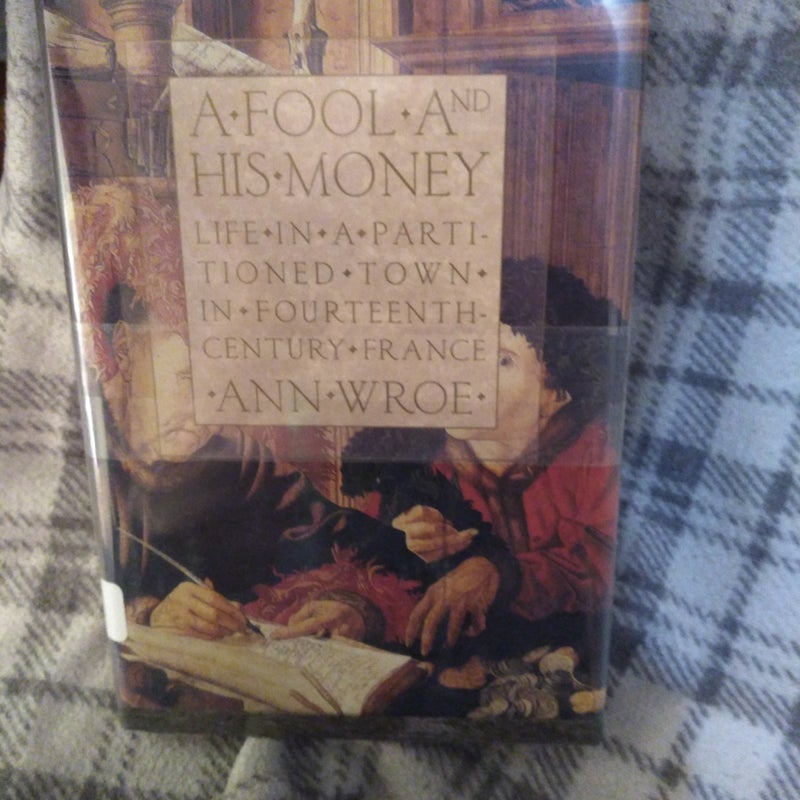 A·FOOL·AND
HIS·MONEY
LIFE·IN·A·PARTI-
TIONED·TOWN·
IN·FOURTEENTH-
CENTURY·FRANCE
·ANN·WROE·